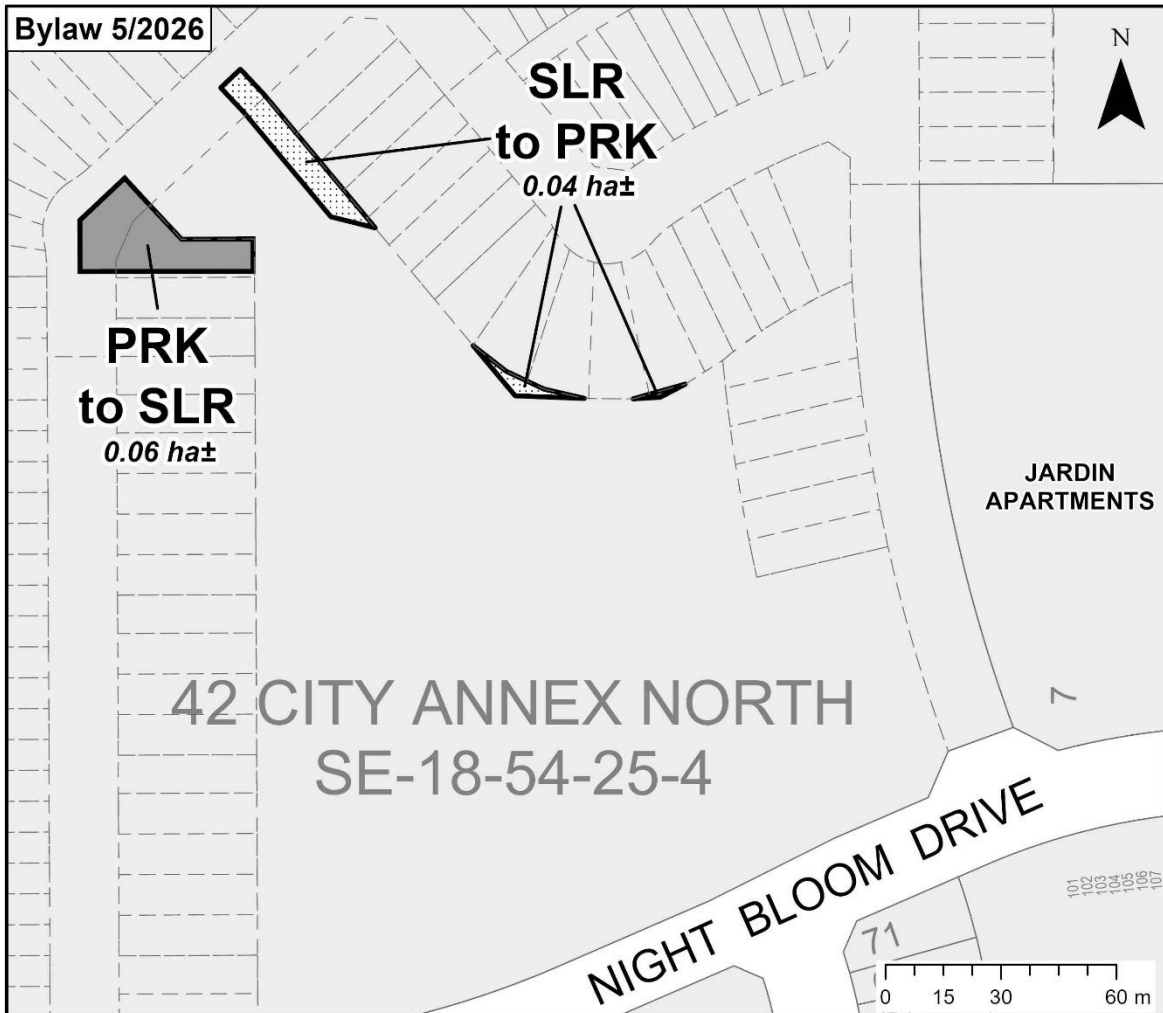 Bylaw 5/2026
N
SLR
to PRK
0.04 ha±
PRK
to SLR
0.06 ha±
JARDIN
APARTMENTS
42 CITY ANNEX NORTH
SE-18-54-25-4
7
NIGHT BLOOM DRIVE
101
102
103
104
105
106
107
71
0 15 30 60 m